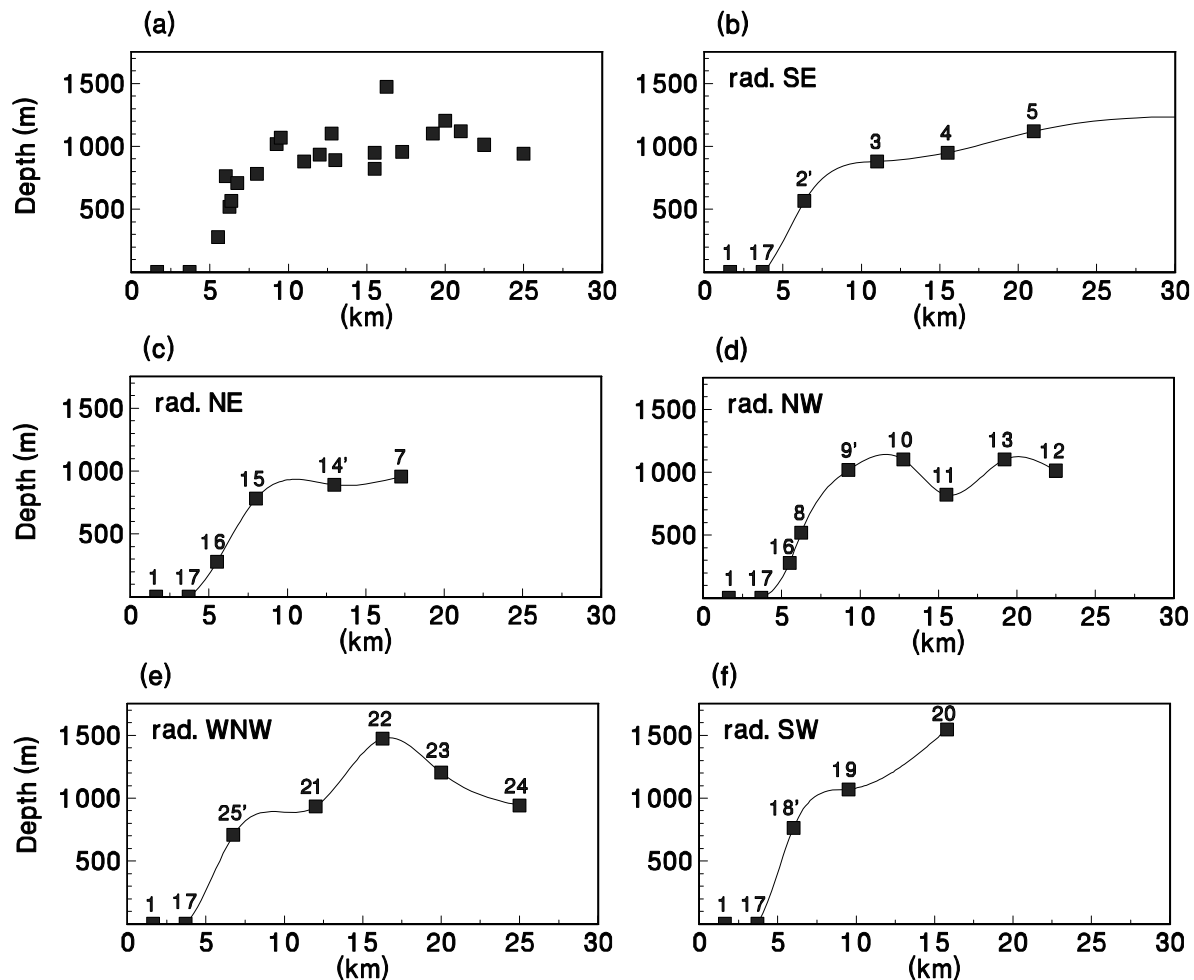 (a)
Depth (m)
1500
1000
500
0 5 10 15 20 25 30
(km)
(b)
rad. SE
1500
1000
500
1 17 2' 3 4 5
0 5 10 15 20 25 30
(km)
(c)
rad. NE
Depth (m)
1500
1000
500
1 17 16 15 14' 7
0 5 10 15 20 25 30
(km)
(d)
rad. NW
1500
1000
500
1 17 16 8 9' 10 11 13 12
0 5 10 15 20 25 30
(km)
(e)
rad. WNW
Depth (m)
1500
1000
500
1 17 25' 21 22 23 24
0 5 10 15 20 25 30
(km)
(f)
rad. SW
1500
1000
500
1 17 18' 19 20
0 5 10 15 20 25 30
(km)